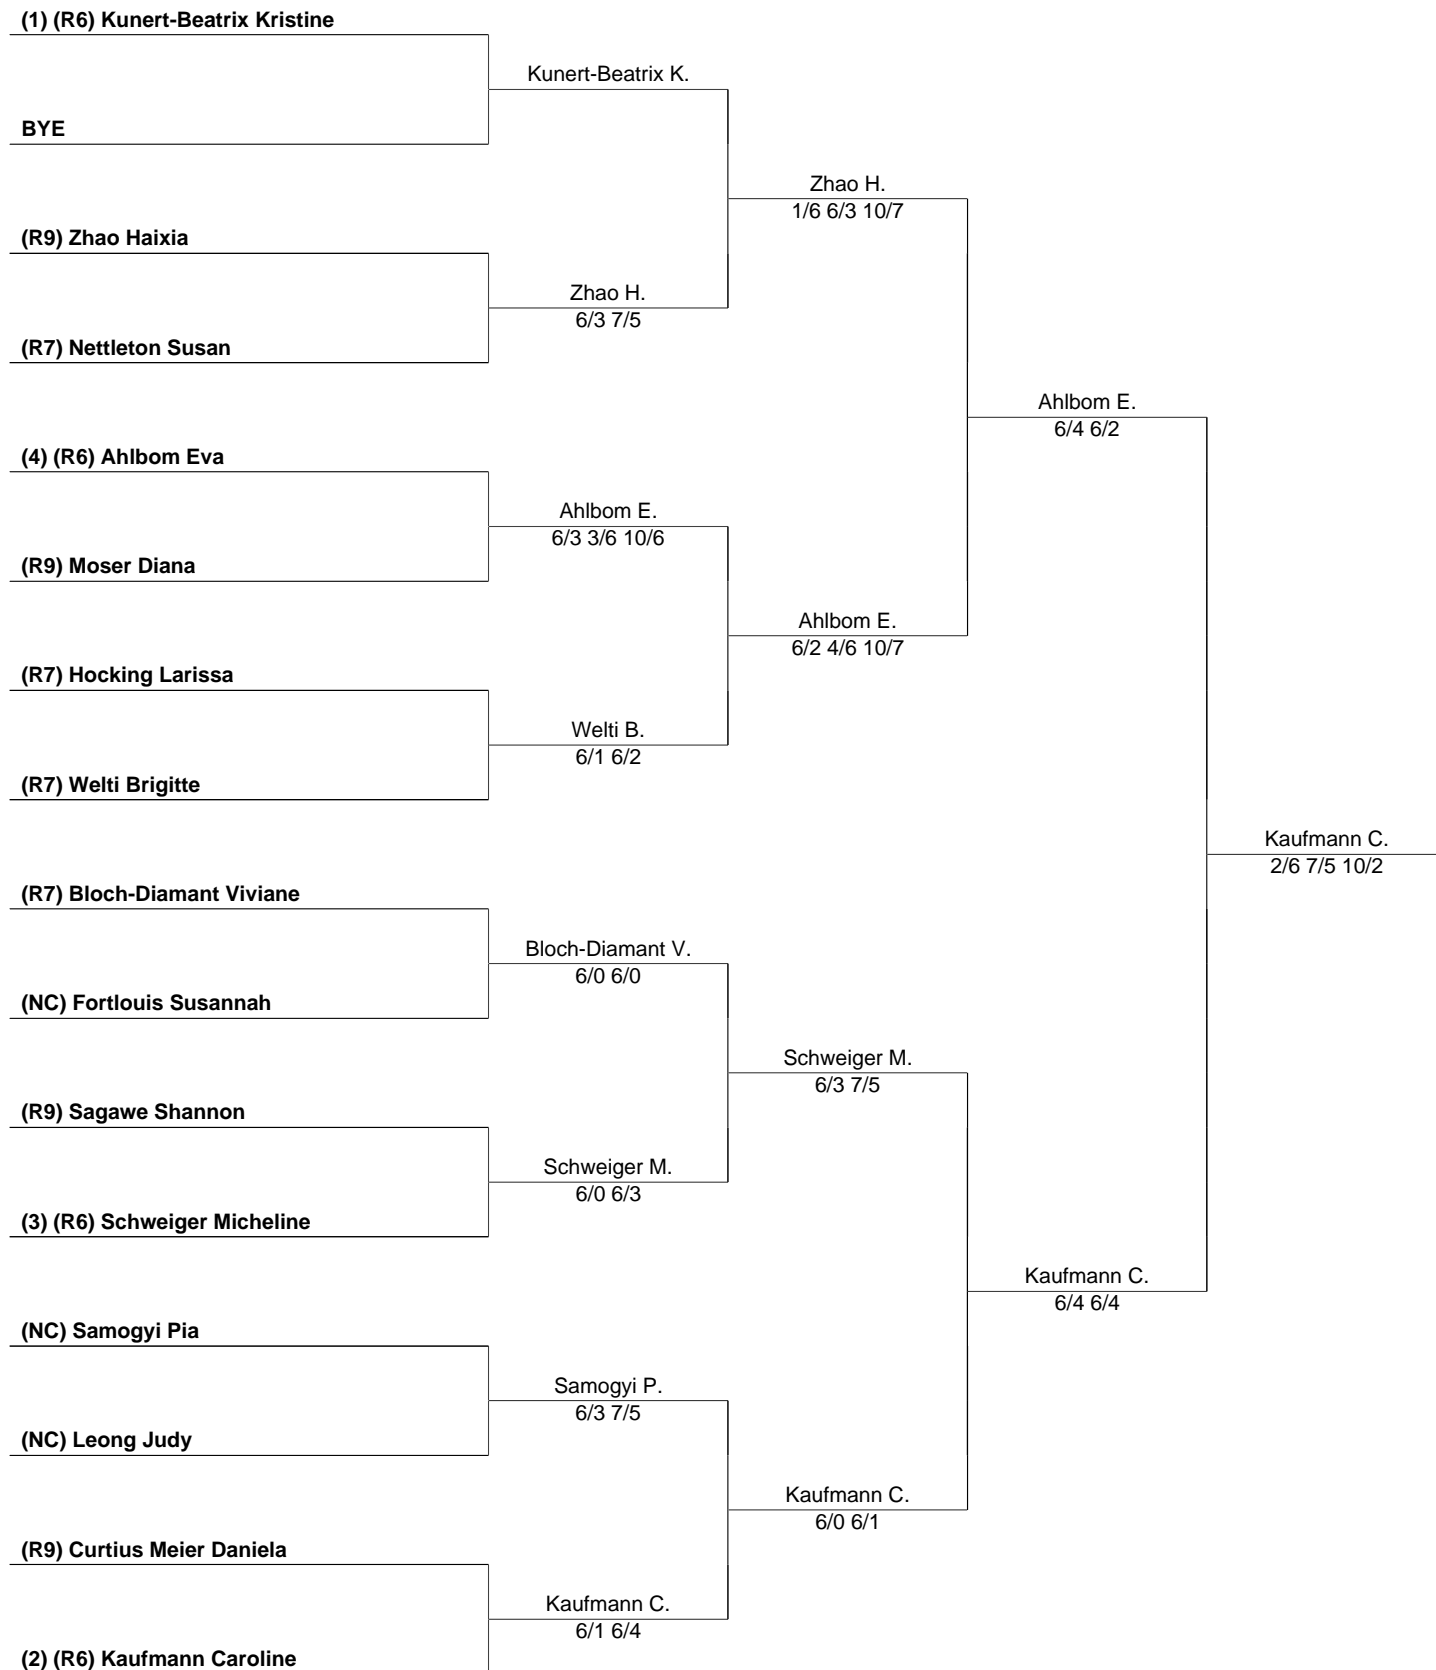 (1) (R6) Kunert-Beatrix Kristine
Kunert-Beatrix K.
BYE
Zhao H.
1/6 6/3 10/7
(R9) Zhao Haixia
Zhao H.
6/3 7/5
(R7) Nettleton Susan
Ahlbom E.
6/4 6/2
(4) (R6) Ahlbom Eva
Ahlbom E.
6/3 3/6 10/6
(R9) Moser Diana
Ahlbom E.
6/2 4/6 10/7
(R7) Hocking Larissa
Welti B.
6/1 6/2
(R7) Welti Brigitte
Kaufmann C.
2/6 7/5 10/2
(R7) Bloch-Diamant Viviane
Bloch-Diamant V.
6/0 6/0
(NC) Fortlouis Susannah
Schweiger M.
6/3 7/5
(R9) Sagawe Shannon
Schweiger M.
6/0 6/3
(3) (R6) Schweiger Micheline
Kaufmann C.
6/4 6/4
(NC) Samogyi Pia
Samogyi P.
6/3 7/5
(NC) Leong Judy
Kaufmann C.
6/0 6/1
(R9) Curtius Meier Daniela
Kaufmann C.
6/1 6/4
(2) (R6) Kaufmann Caroline